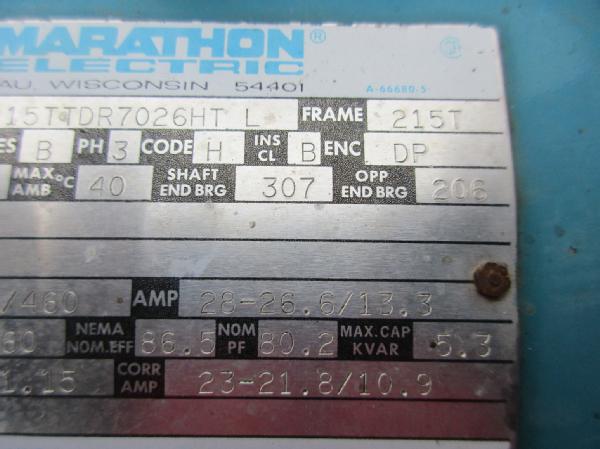 MARATHON®
ELECTRIC
AU, WISCONSIN 54401
A-66680-5
15TTDR7026HT L FRAME 215T
ES B PH 3 CODE H INS CL B ENC DP
MAX. °C AMB 40 SHAFT END BRG 307 OPP END BRG 206
/460 AMP 28-26.6/13.3
60 NEMA NOM.EFF 86.5 NOM PF 80.2 MAX.CAP KVAR 5.3
1.15 CORR AMP 23-21.8/10.9